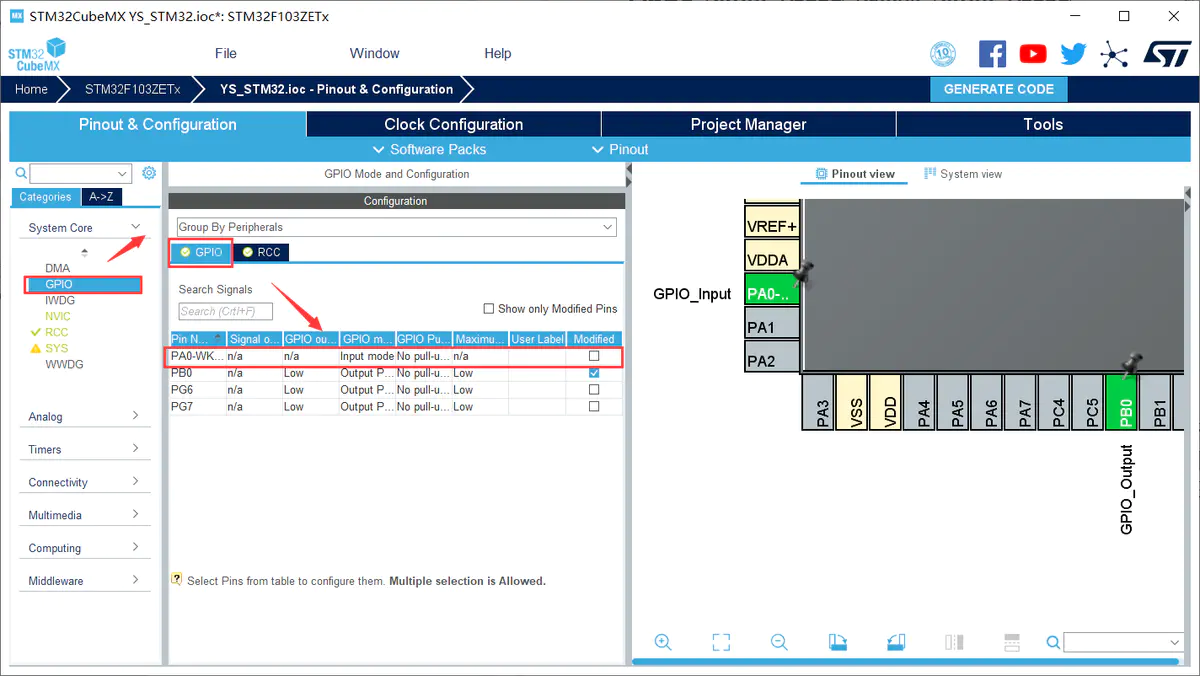 MX STM32CubeMX YS_STM32.ioc*: STM32F103ZETx
STM32
CubeMX
File Window Help
10
ST
Home STM32F103ZETx YS_STM32.ioc - Pinout & Configuration GENERATE CODE
Pinout & Configuration Clock Configuration Project Manager Tools
Software Packs Pinout
GPIO Mode and Configuration
Categories A->Z
System Core
DMA
GPIO
IWDG
NVIC
RCC
SYS
WWDG
Analog
Timers
Connectivity
Multimedia
Computing
Middleware
Configuration
Group By Peripherals
GPIO RCC
Search Signals
Search (Crtl+F) Show only Modified Pins
Pin N... Signal o... GPIO ou... GPIO m... GPIO Pu... Maximu... User Label Modified
PA0-WK... n/a n/a Input mode No pull-u... n/a
PB0 n/a Low Output P... No pull-u... Low
PG6 n/a Low Output P... No pull-u... Low
PG7 n/a Low Output P... No pull-u... Low
Select Pins from table to configure them. Multiple selection is Allowed.
Pinout view System view
VREF+
VDDA
GPIO_Input PA0-..
PA1
PA2
PA3 VSS VDD PA4 PA5 PA6 PA7 PC4 PC5 PB0 PB1
GPIO_Output